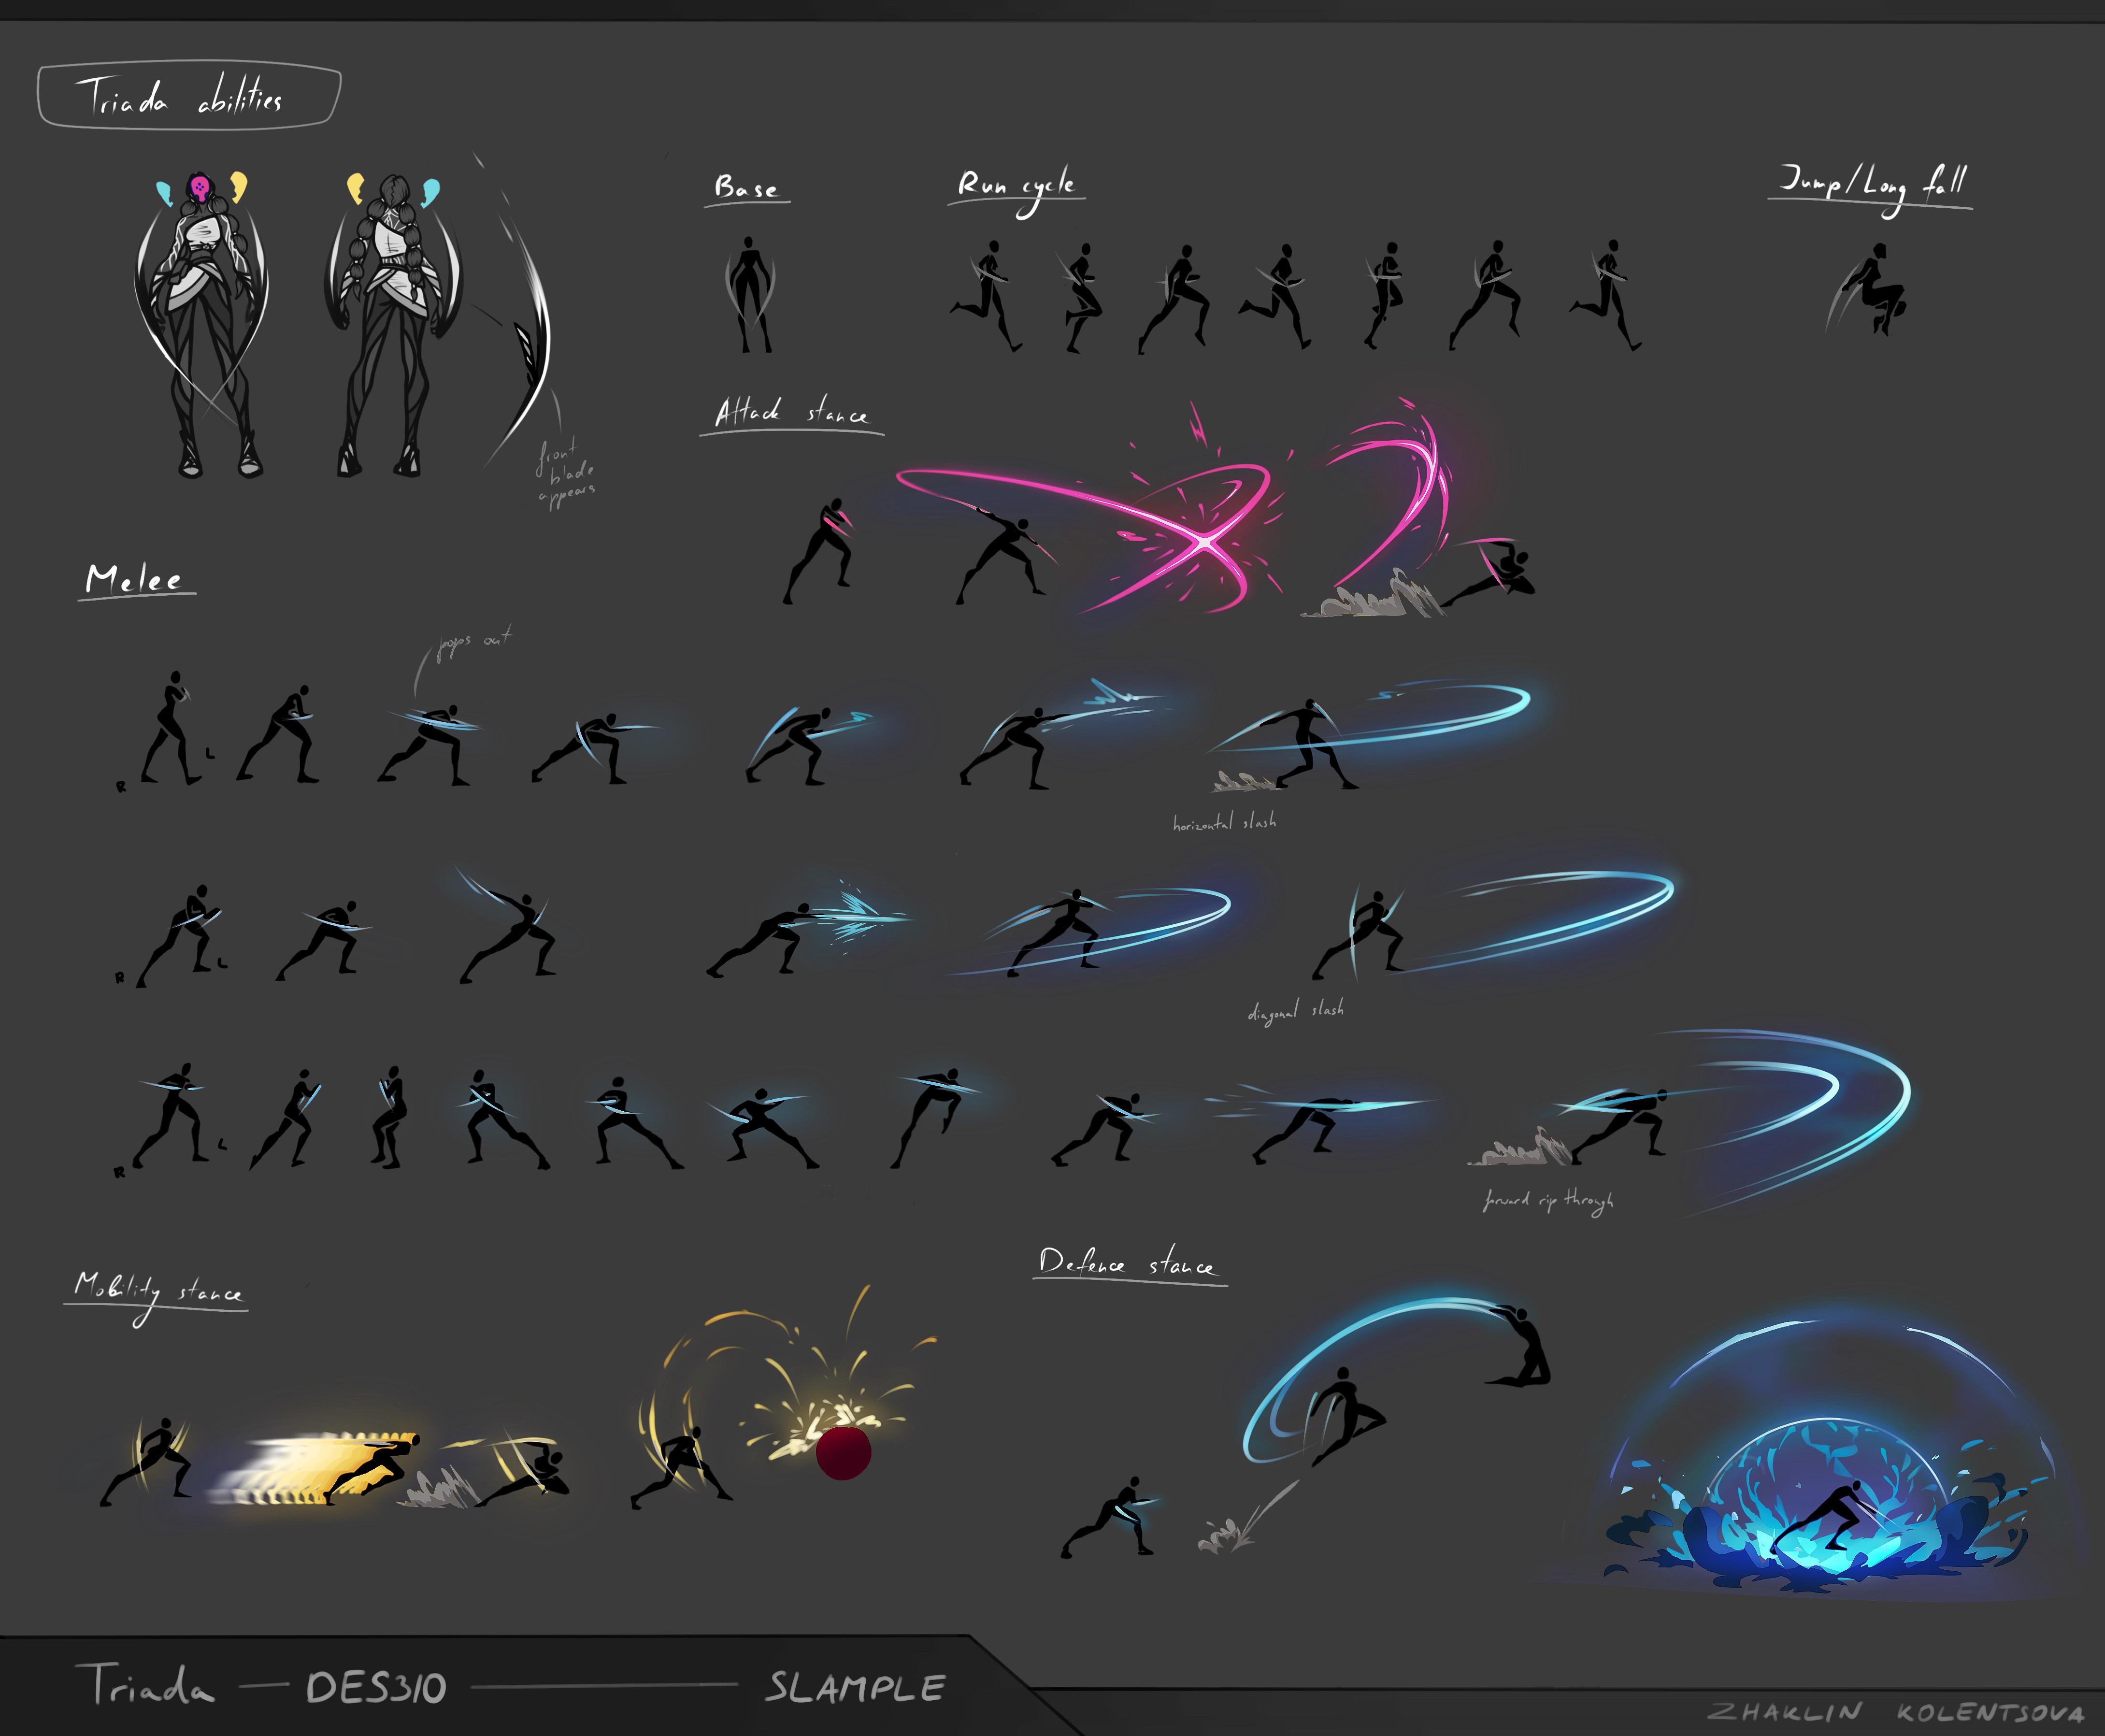 Triada abilities
Base
Run cycle
Jump/Long fall
Attack stance
front
blade
appears
Melee
pops out
R
L
horizontal slash
R
L
diagonal slash
R
L
forward rip through
Mobility stance
Defence stance
Triada — DES310 — SLAMPLE
ZHAKLIN KOLENTSOVA